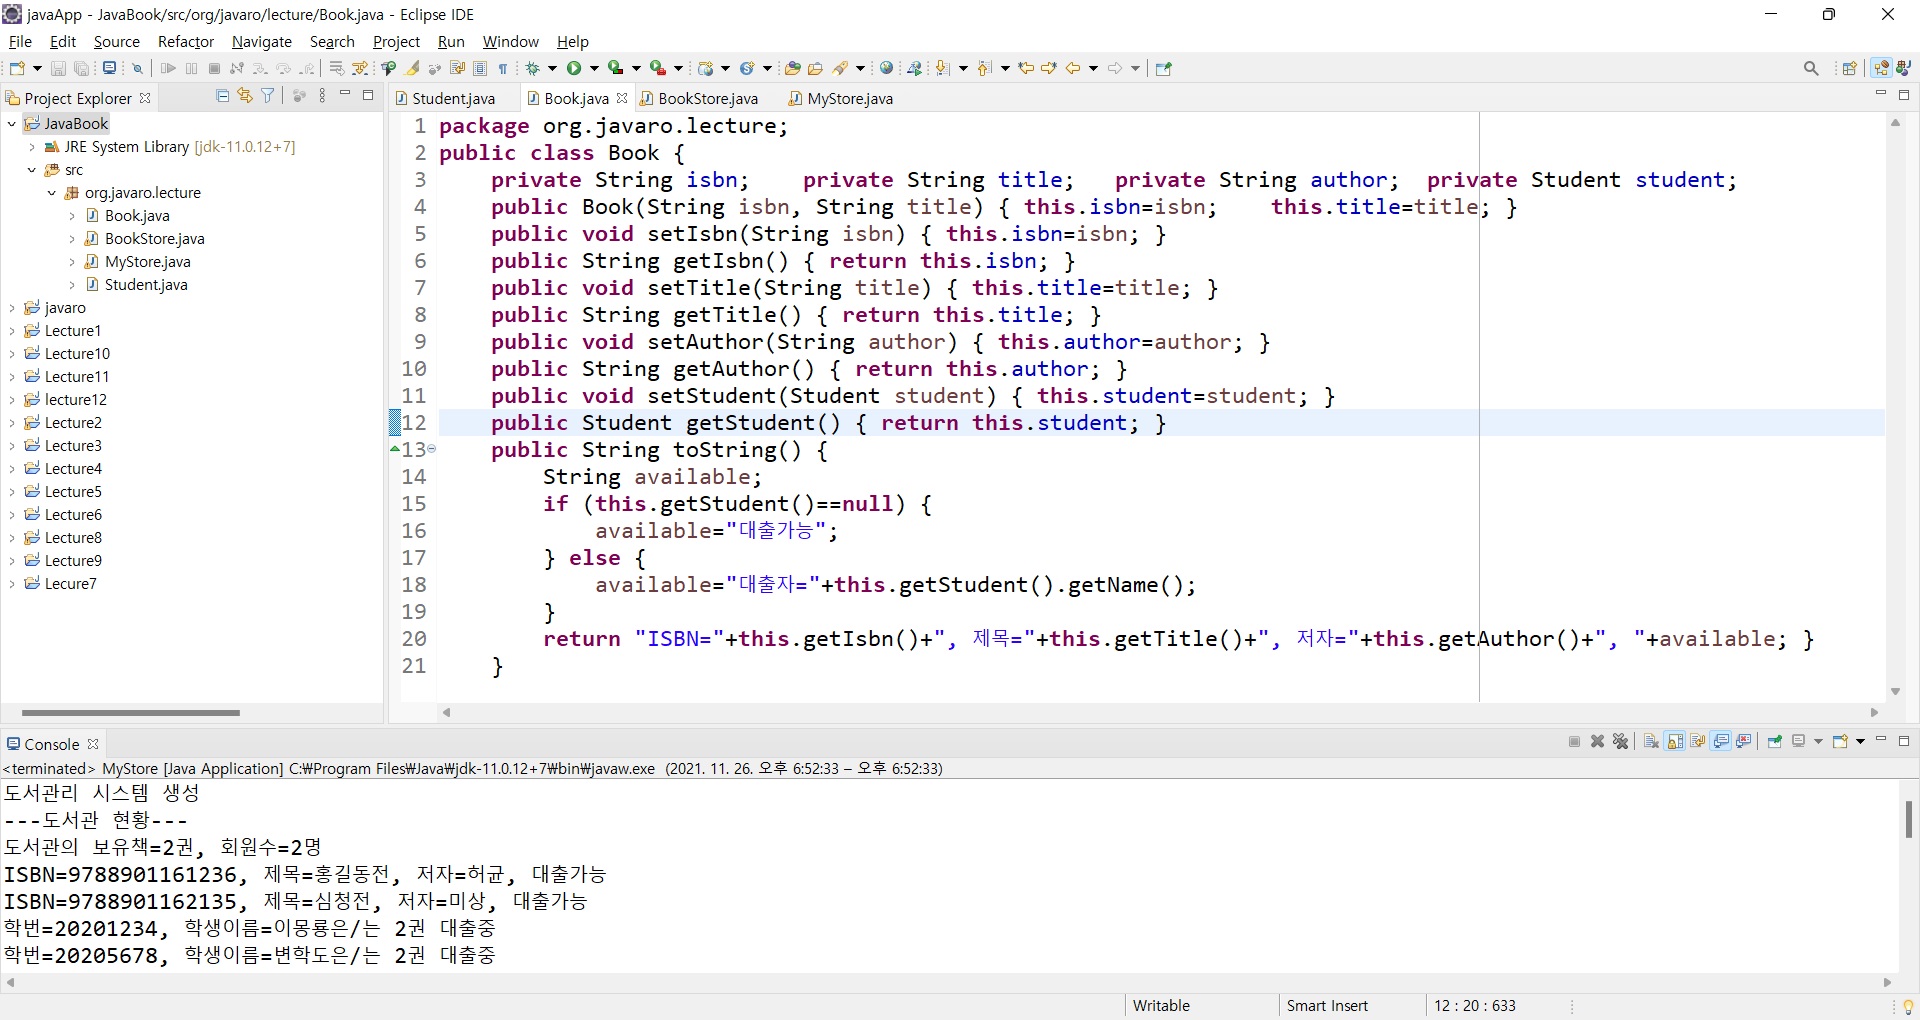 javaApp - JavaBook/src/org/javaro/lecture/Book.java - Eclipse IDE
File Edit Source Refactor Navigate Search Project Run Window Help
Project Explorer
JavaBook
JRE System Library [jdk-11.0.12+7]
src
org.javaro.lecture
Book.java
BookStore.java
MyStore.java
Student.java
javaro
Lecture1
Lecture10
Lecture11
lecture12
Lecture2
Lecture3
Lecture4
Lecture5
Lecture6
Lecture8
Lecture9
Lecure7
Student.java Book.java BookStore.java MyStore.java
1 package org.javaro.lecture;
2 public class Book {
3 private String isbn; private String title; private String author; private Student student;
4 public Book(String isbn, String title) { this.isbn=isbn; this.title=title; }
5 public void setIsbn(String isbn) { this.isbn=isbn; }
6 public String getIsbn() { return this.isbn; }
7 public void setTitle(String title) { this.title=title; }
8 public String getTitle() { return this.title; }
9 public void setAuthor(String author) { this.author=author; }
10 public String getAuthor() { return this.author; }
11 public void setStudent(Student student) { this.student=student; }
12 public Student getStudent() { return this.student; }
13 public String toString() {
14 String available;
15 if (this.getStudent()==null) {
16 available="대출가능";
17 } else {
18 available="대출자="+this.getStudent().getName();
19 }
20 return "ISBN="+this.getIsbn()+", 제목="+this.getTitle()+", 저자="+this.getAuthor()+", "+available; }
21 }
Console
<terminated> MyStore [Java Application] C:₩Program Files₩Java₩jdk-11.0.12+7₩bin₩javaw.exe (2021. 11. 26. 오후 6:52:33 – 오후 6:52:33)
도서관리 시스템 생성
---도서관 현황---
도서관의 보유책=2권, 회원수=2명
ISBN=9788901161236, 제목=홍길동전, 저자=허균, 대출가능
ISBN=9788901162135, 제목=심청전, 저자=미상, 대출가능
학번=20201234, 학생이름=이몽룡은/는 2권 대출중
학번=20205678, 학생이름=변학도은/는 2권 대출중
Writable Smart Insert 12 : 20 : 633